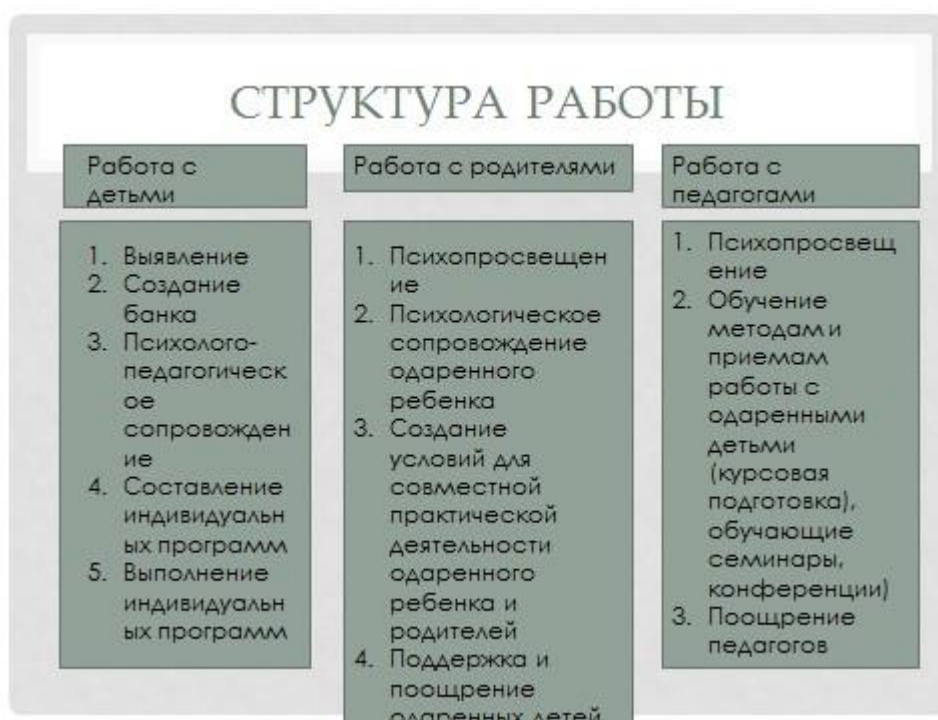 СТРУКТУРА РАБОТЫ
Работа с
детьми
1. Выявление
2. Создание
банка
3. Психолого-
педагогическ
ое
сопровожден
ие
4. Составление
индивидуальн
ых программ
5. Выполнение
индивидуальн
ых программ
Работа с родителями
1. Психопросвещен
ие
2. Психологическое
сопровождение
одаренного
ребенка
3. Создание
условий для
совместной
практической
деятельности
одаренного
ребенка и
родителей
4. Поддержка и
поощрение
одаренных детей
Работа с
педагогами
1. Психопросвещ
ение
2. Обучение
методам и
приемам
работы с
одаренными
детьми
(курсовая
подготовка),
обучающие
семинары,
конференции)
3. Поощрение
педагогов